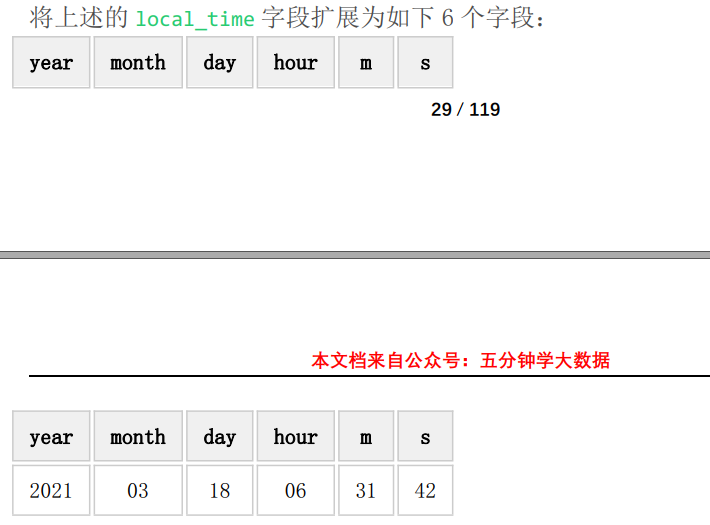 将上述的 local_time 字段扩展为如下 6 个字段：
year month day hour m s
29 / 119
本文档来自公众号：五分钟学大数据
year month day hour m s
2021 03 18 06 31 42